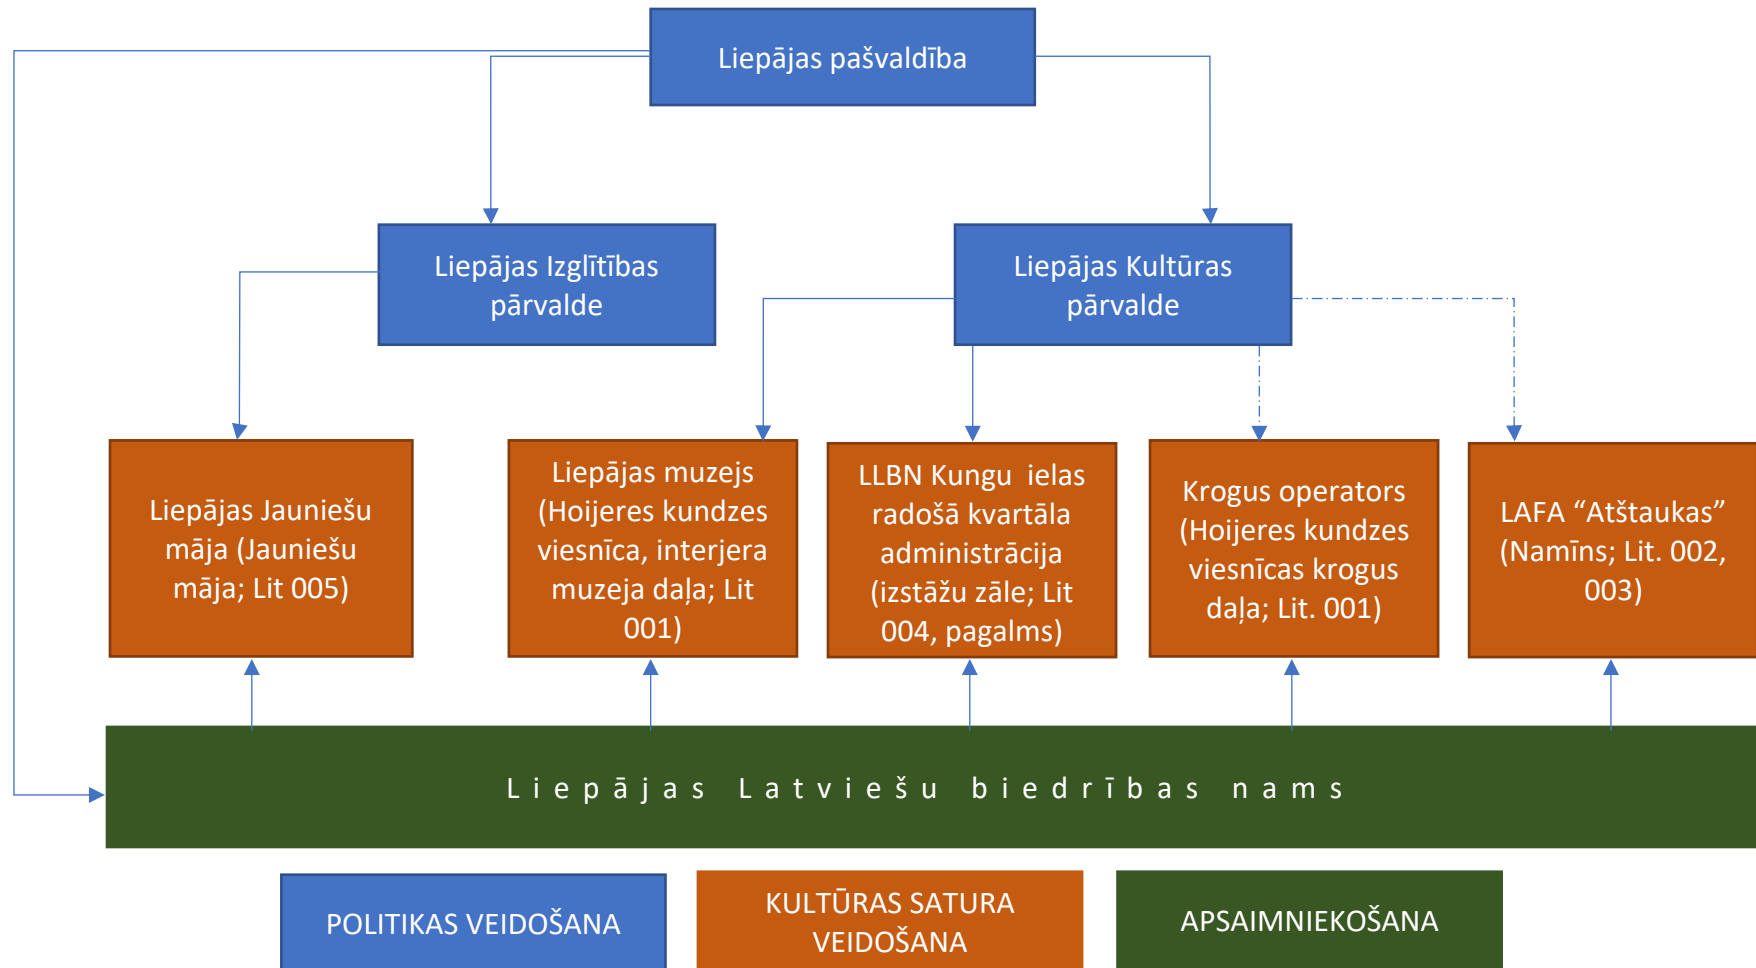 Liepājas pašvaldība
Liepājas Izglītības
pārvalde
Liepājas Kultūras
pārvalde
Liepājas Jauniešu
māja (Jauniešu
māja; Lit 005)
Liepājas muzejs
(Hoijeres kundzes
viesnīca, interjera
muzeja daļa; Lit
001)
LLBN Kungu ielas
radošā kvartāla
administrācija
(izstāžu zāle; Lit
004, pagalms)
Krogus operators
(Hoijeres kundzes
viesnīcas krogus
daļa; Lit. 001)
LAFA “Atštaukas”
(Namīns; Lit. 002,
003)
Liepājas Latviešu biedrības nams
POLITIKAS VEIDOŠANA
KULTŪRAS SATURA
VEIDOŠANA
APSAIMNIEKOŠANA